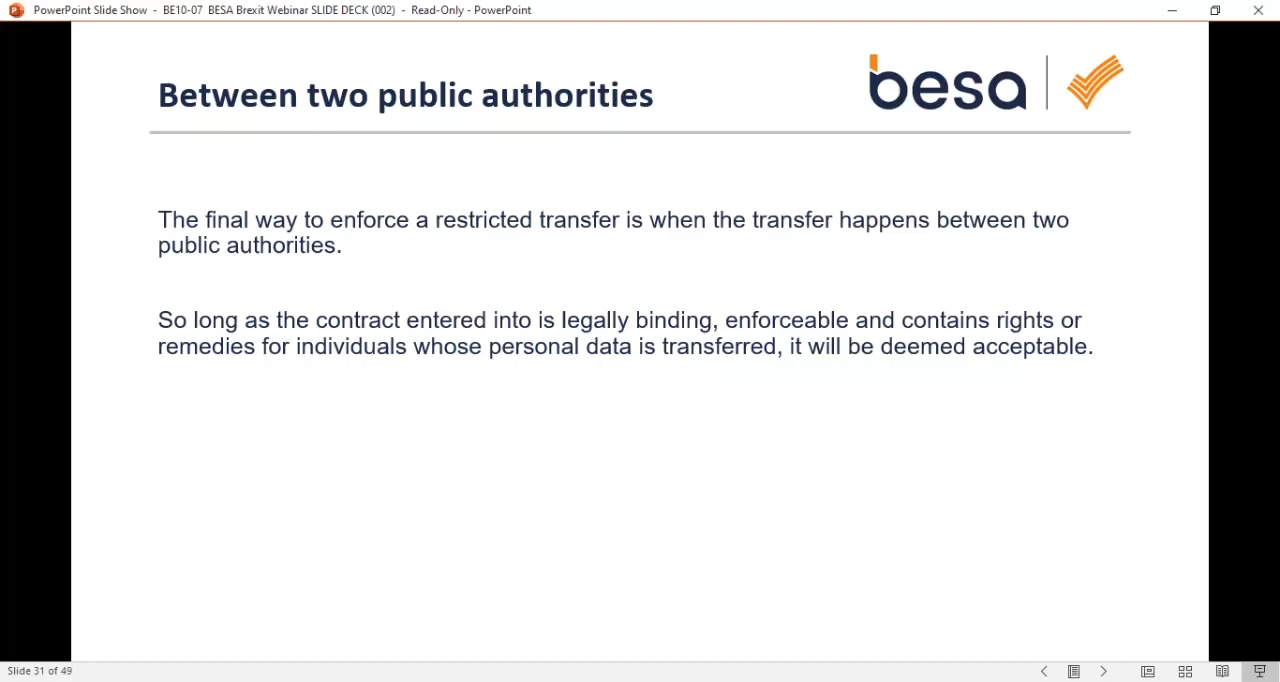 PowerPoint Slide Show - BE10-07 BESA Brexit Webinar SLIDE DECK (002) - Read-Only - PowerPoint
Between two public authorities
besa
The final way to enforce a restricted transfer is when the transfer happens between two
public authorities.
So long as the contract entered into is legally binding, enforceable and contains rights or
remedies for individuals whose personal data is transferred, it will be deemed acceptable.
Slide 31 of 49